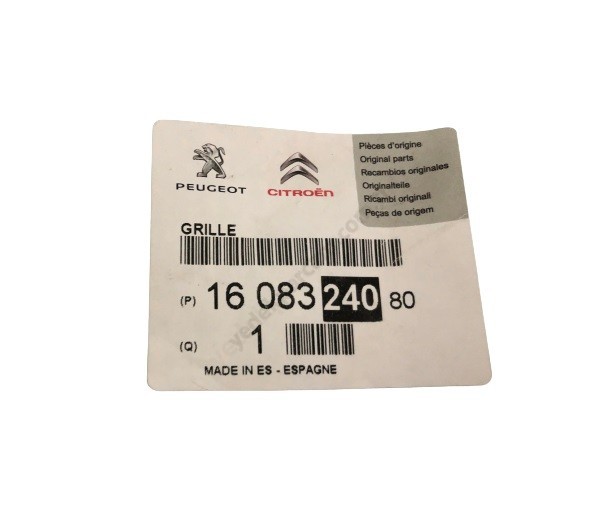 PEUGEOT
CITROËN
Pièces d'origine
Original parts
Recambios originales
Originalteile
Ricambi originali
Peças de origem
GRILLE
(P) 16 083 240 80
(Q) 1
MADE IN ES - ESPAGNE